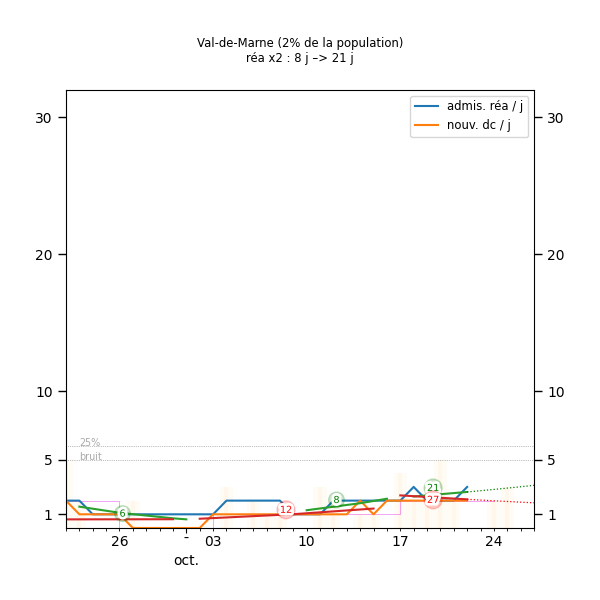 Val-de-Marne (2% de la population)
réa x2 : 8 j –> 21 j
admis. réa / j
nouv. dc / j
30 30
20 20
10 10
25%
bruit
5 5
21
27
8
12
6
1 1
26 - 03 10 17 24
oct.